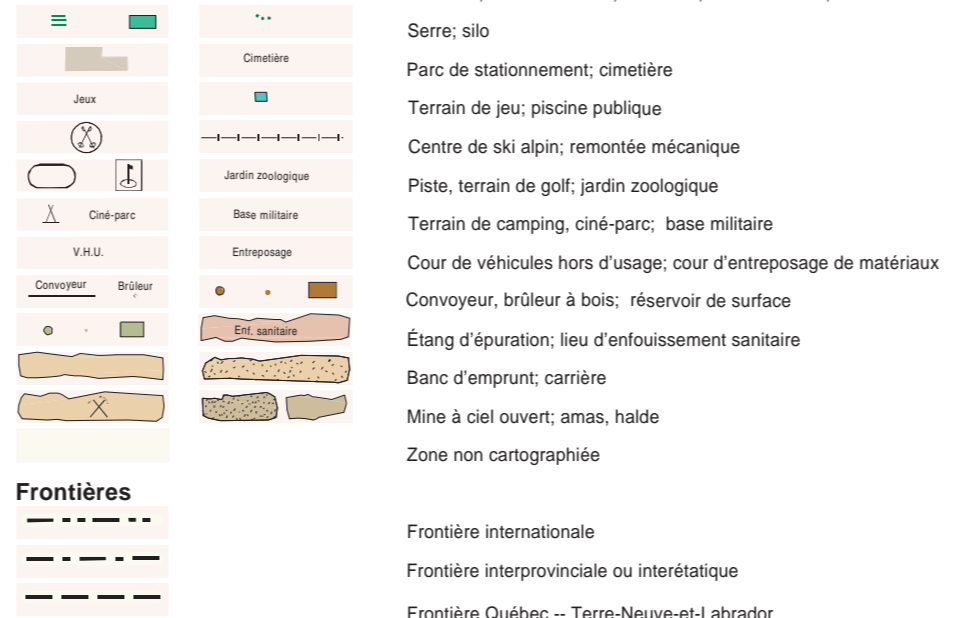 Serre; silo
Cimetière
Parc de stationnement; cimetière
Jeux
Terrain de jeu; piscine publique
Centre de ski alpin; remontée mécanique
Jardin zoologique
Piste, terrain de golf; jardin zoologique
Ciné-parc
Base militaire
Terrain de camping, ciné-parc; base militaire
V.H.U.
Entreposage
Cour de véhicules hors d'usage; cour d'entreposage de matériaux
Convoyeur
Brûleur
Convoyeur, brûleur à bois; réservoir de surface
Enf. sanitaire
Étang d'épuration; lieu d'enfouissement sanitaire
Banc d'emprunt; carrière
Mine à ciel ouvert; amas, halde
Zone non cartographiée
Frontières
Frontière internationale
Frontière interprovinciale ou interétatique
Frontière Québec -- Terre-Neuve-et-Labrador